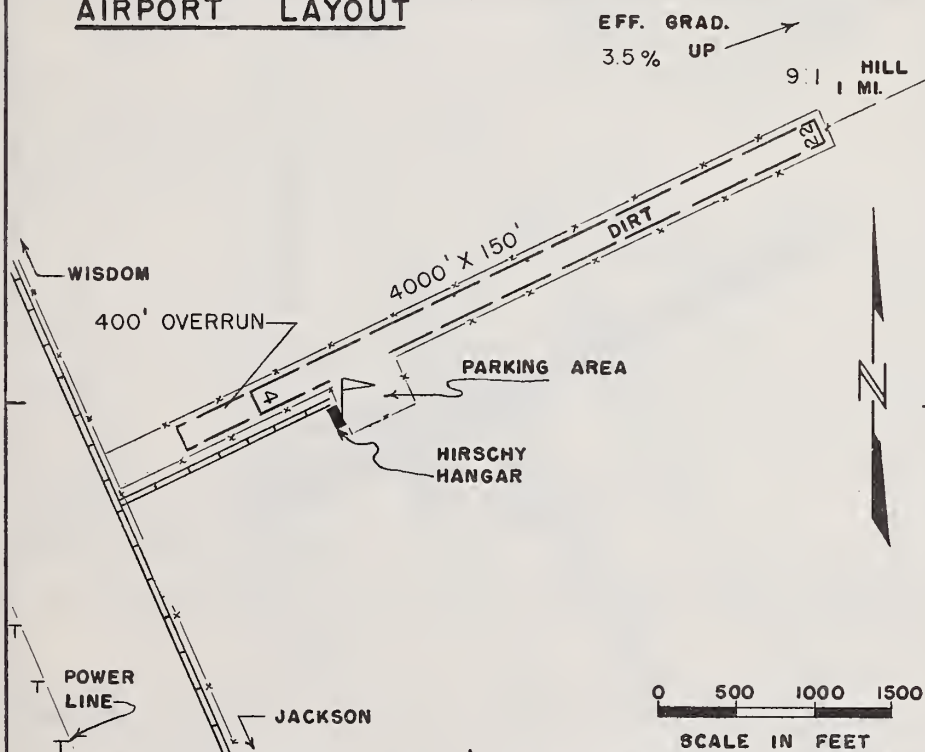 AIRPORT LAYOUT
EFF. GRAD.
3.5% UP
9:1 HILL
1 MI.
22
DIRT
4000' X 150'
WISDOM
400' OVERRUN
4
PARKING AREA
HIRSCHY
HANGAR
N
T
T
T
POWER
LINE
JACKSON
0 500 1000 1500
SCALE IN FEET